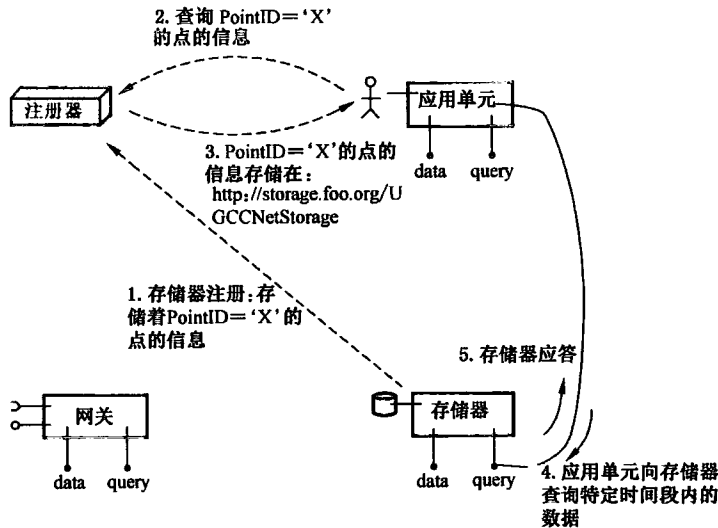 2. 查询 PointID＝‘X’
的点的信息
注册器
应用单元
data
query
3. PointID＝‘X’的点的
信息存储在：
http://storage.foo.org/U
GCCNetStorage
1. 存储器注册：存
储着PointID＝‘X’的
点的信息
5. 存储器应答
网关
data
query
存储器
data
query
4. 应用单元向存储器
查询特定时间段内的
数据